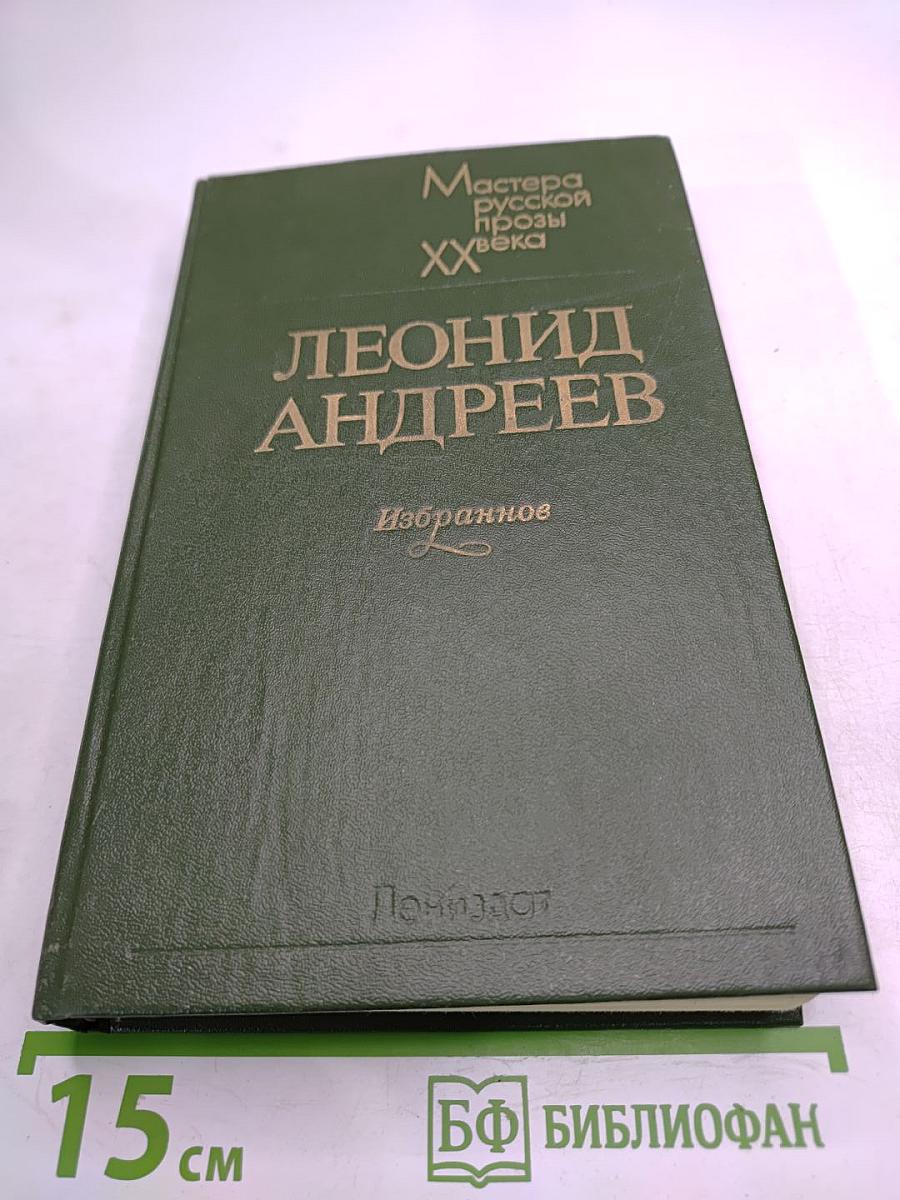 Мастера
русской
прозы
XX века
ЛЕОНИД
АНДРЕЕВ
Избранное
Лениздат
15 см
БФ БИБЛИОФАН